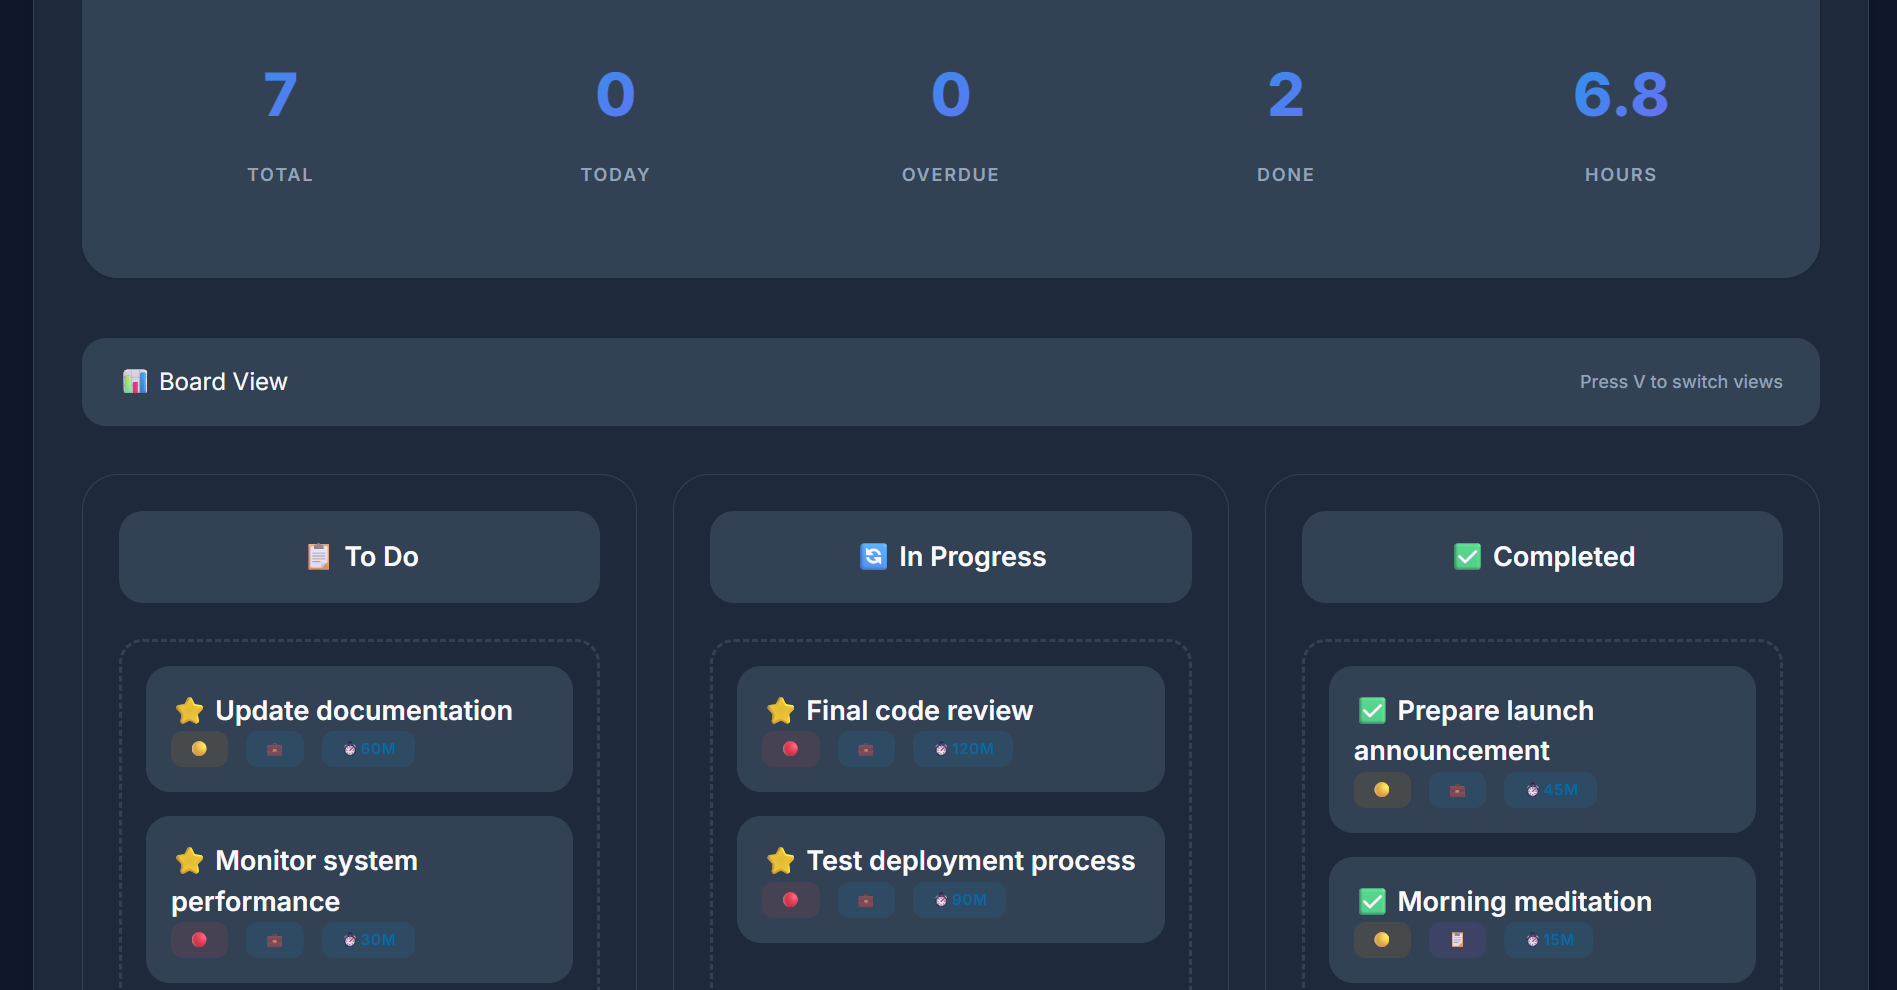 7
0
0
2
6.8
TOTAL
TODAY
OVERDUE
DONE
HOURS
Board View
Press V to switch views
To Do
Update documentation
60M
Monitor system
performance
30M
In Progress
Final code review
120M
Test deployment process
90M
Completed
Prepare launch
announcement
45M
Morning meditation
15M